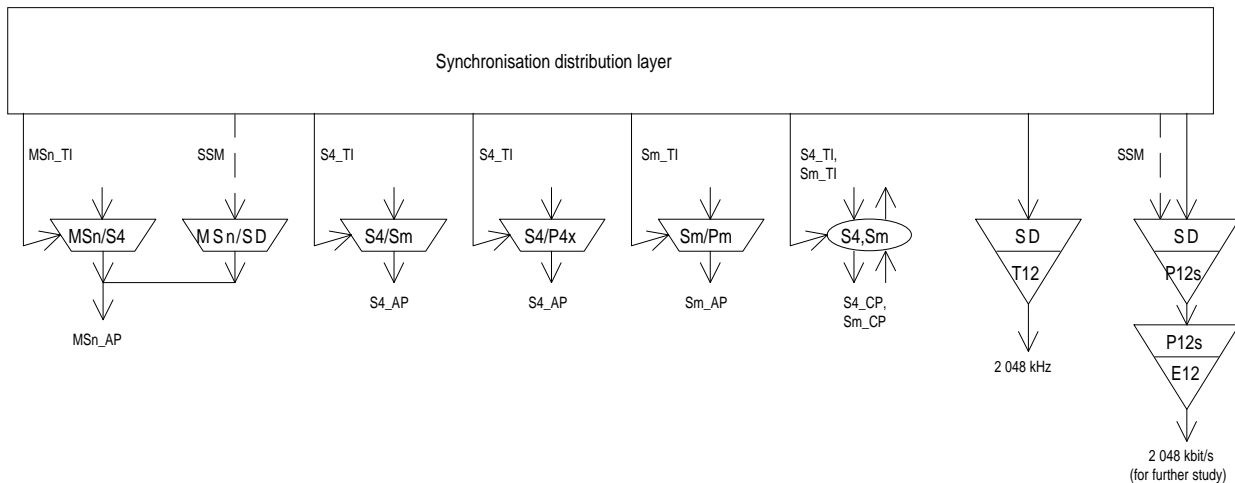 Synchronisation distribution layer
MSn_TI
SSM
S4_TI
S4_TI
Sm_TI
S4_TI,
Sm_TI
SSM
MSn/S4
MSn/SD
S4/Sm
S4/P4x
Sm/Pm
S4,Sm
SD
T12
SD
P12s
MSn_AP
S4_AP
S4_AP
Sm_AP
S4_CP,
Sm_CP
2 048 kHz
P12s
E12
2 048 kbit/s
(for further study)